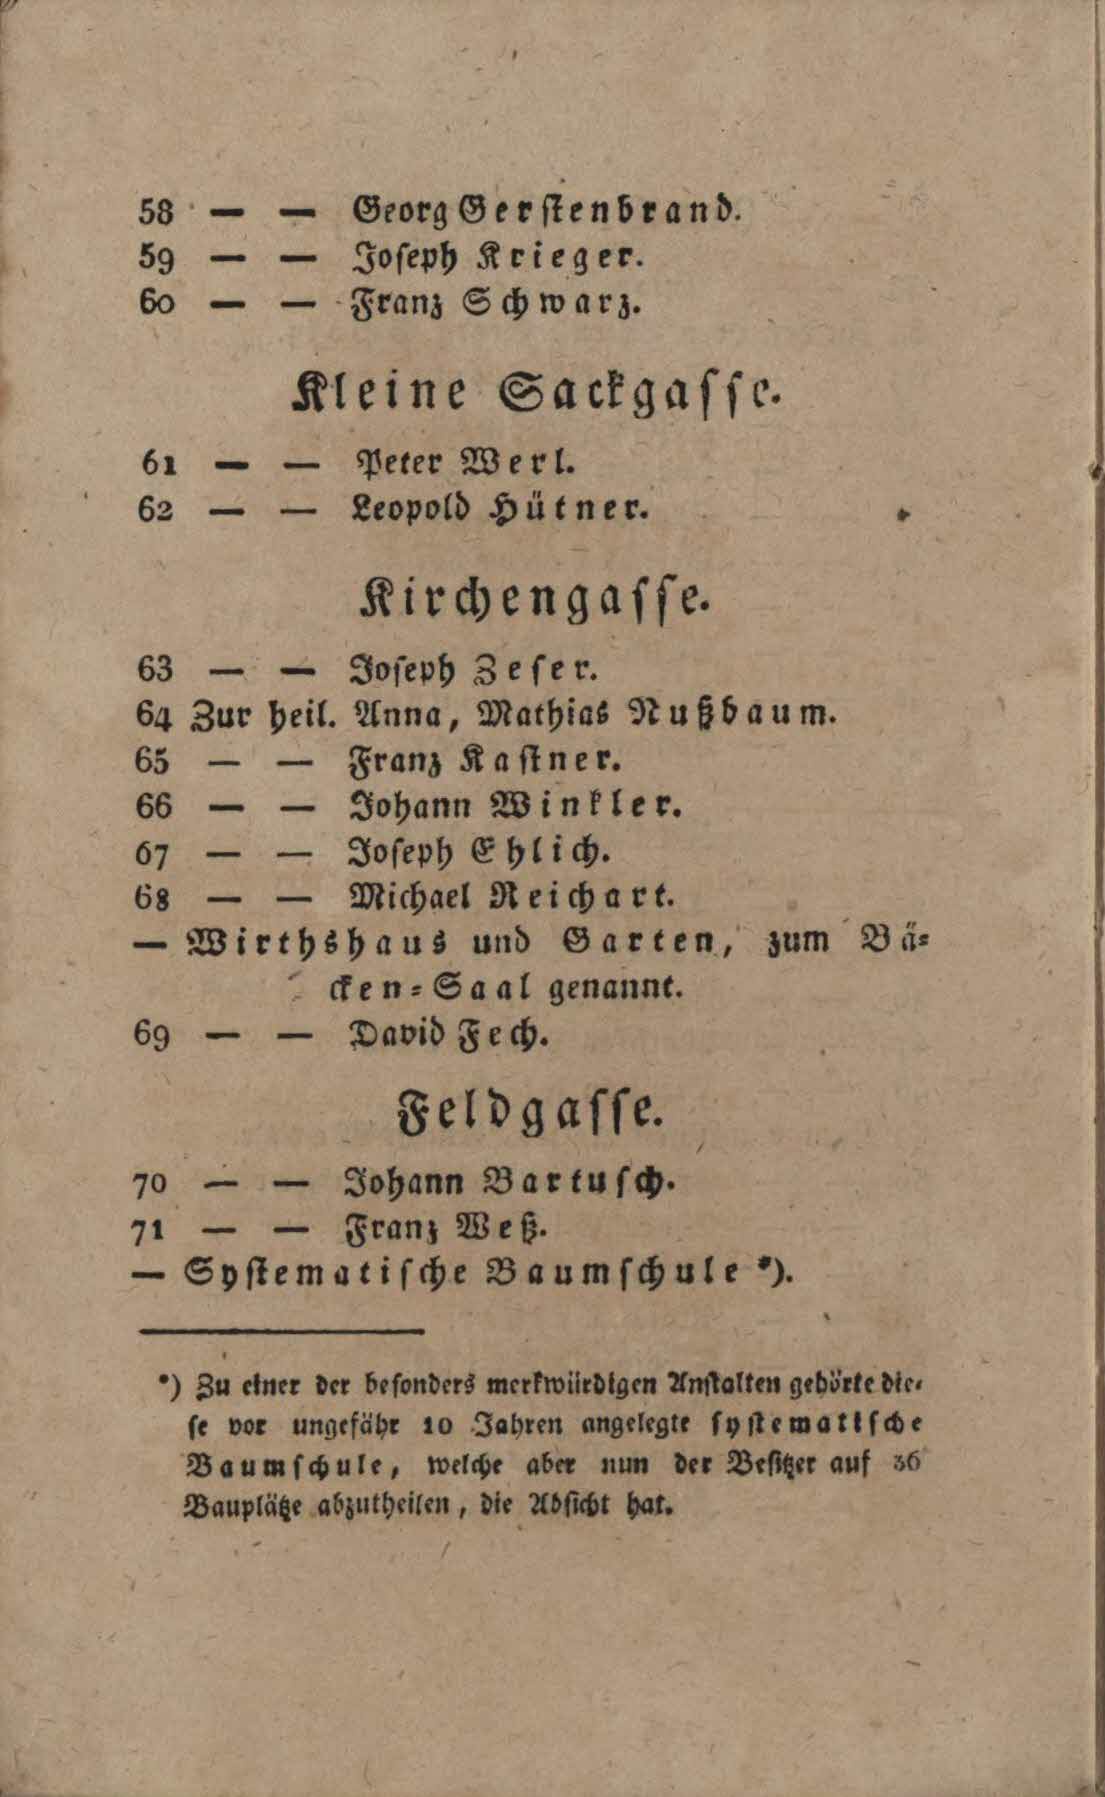 58 — — Georg Gerstenbrand.
59 — — Joseph Krieger.
60 — — Franz Schwarz.
Kleine Sackgasse.
61 — — Peter Werl.
62 — — Leopold Hütner.
Kirchengasse.
63 — — Joseph Zeser.
64 Zur heil. Anna, Mathias Nußbaum.
65 — — Franz Kastner.
66 — — Johann Winkler.
67 — — Joseph Ehlich.
68 — — Michael Reichart.
— Wirthshaus und Garten, zum Bä-
cken-Saal genannt.
69 — — David Fech.
Feldgasse.
70 — — Johann Bartusch.
71 — — Franz Weß.
— Systematische Baumschule *).
*) Zu einer der besonders merkwürdigen Anstalten gehörte die-
se vor ungefähr 10 Jahren angelegte systematische
Baumschule, welche aber nun der Besitzer auf 36
Bauplätze abzutheilen, die Absicht hat.